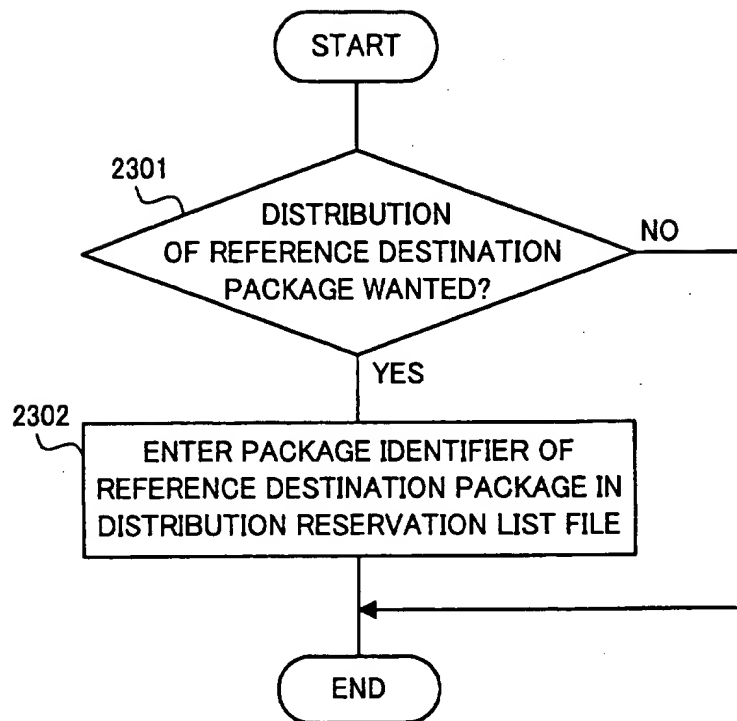 START
2301
DISTRIBUTION
OF REFERENCE DESTINATION
PACKAGE WANTED?
NO
YES
2302
ENTER PACKAGE IDENTIFIER OF
REFERENCE DESTINATION PACKAGE IN
DISTRIBUTION RESERVATION LIST FILE
END